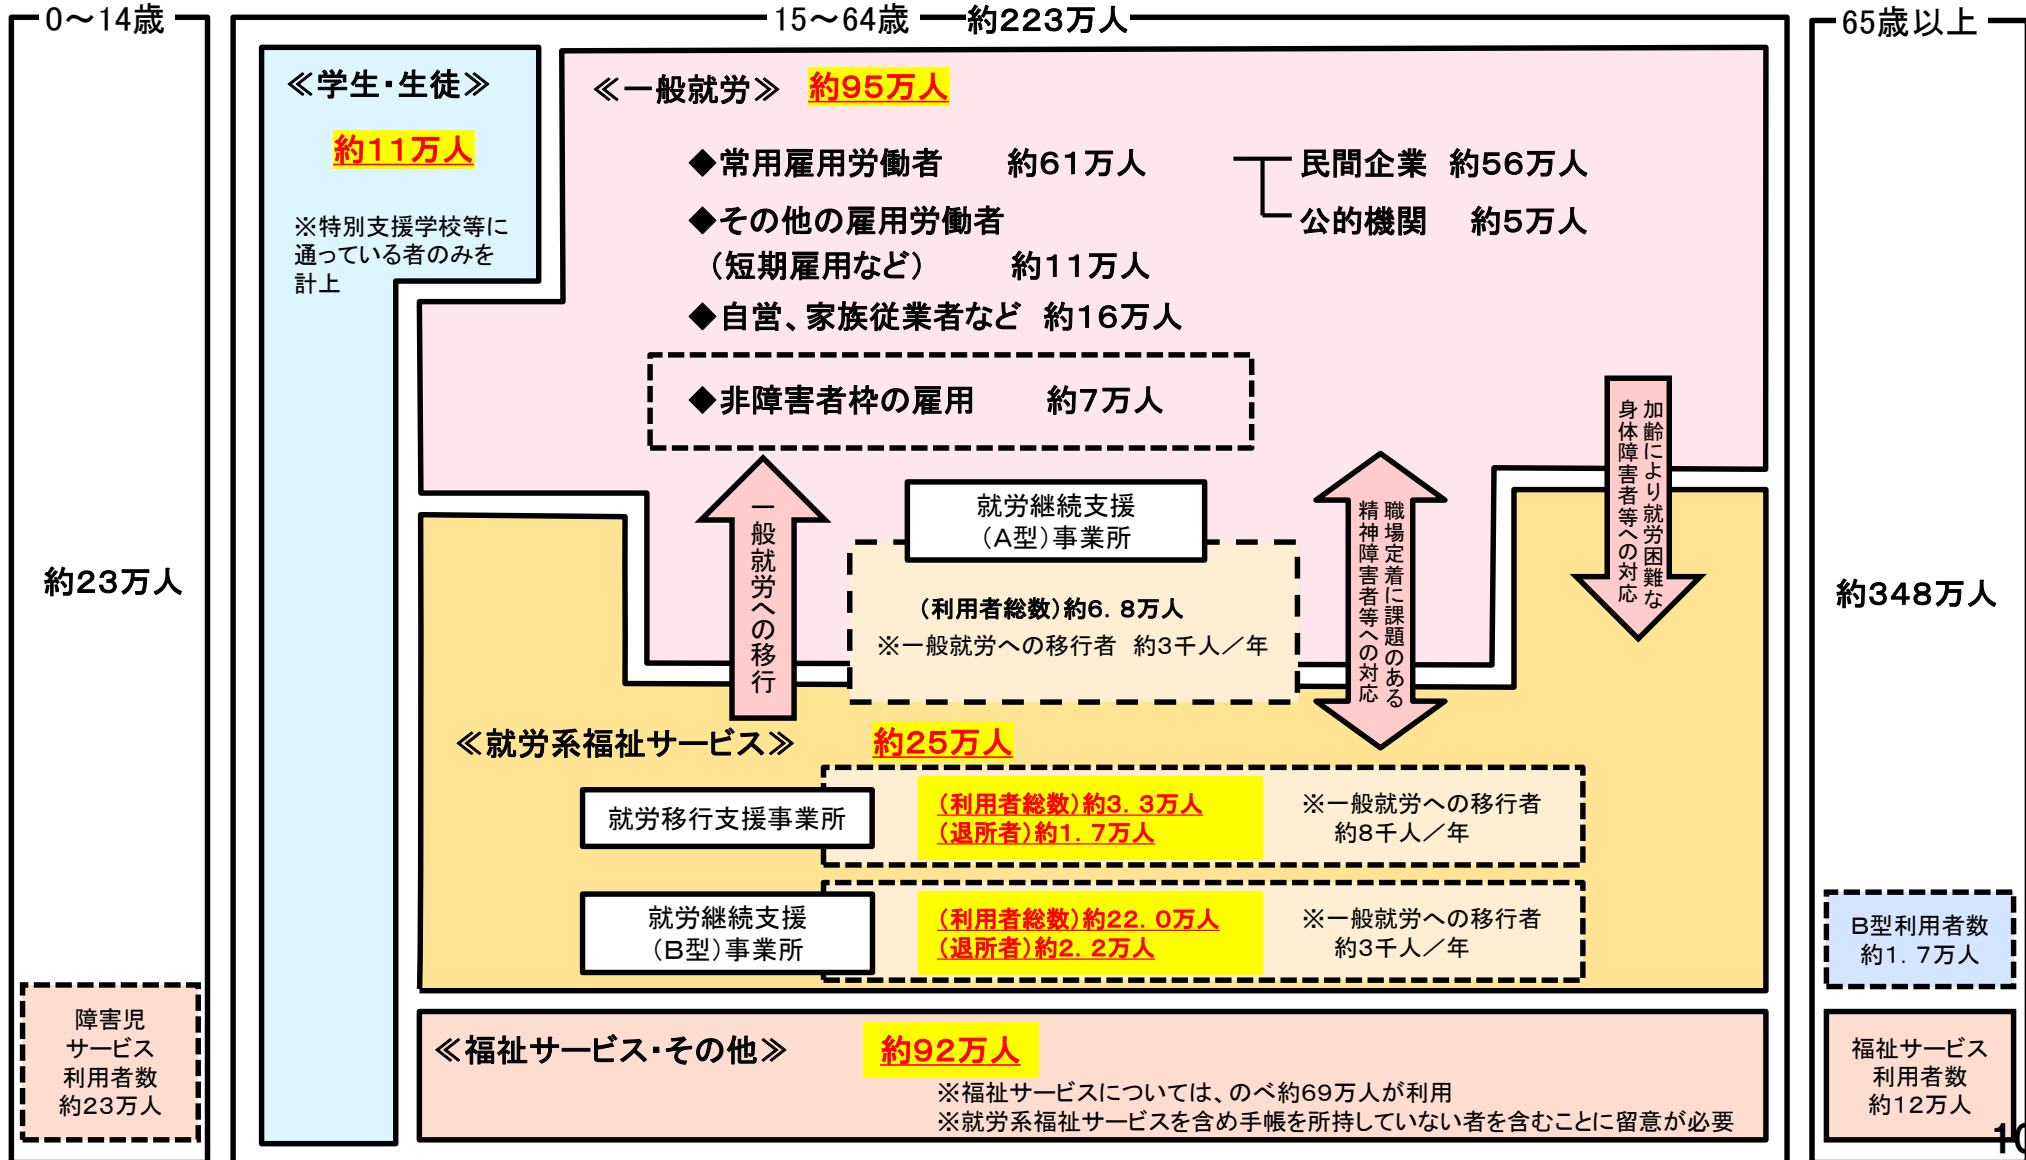 0～14歳
約23万人
障害児
サービス
利用者数
約23万人
15～64歳
約223万人
≪学生・生徒≫
約11万人
※特別支援学校等に
通っている者のみを
計上
≪一般就労≫ 約95万人
◆常用雇用労働者 約61万人
民間企業 約56万人
公的機関 約5万人
◆その他の雇用労働者
（短期雇用など） 約11万人
◆自営、家族従業者など 約16万人
◆非障害者枠の雇用 約7万人
一般就労への移行
就労継続支援
（A型）事業所
（利用者総数）約6．8万人
※一般就労への移行者 約3千人／年
職場定着に課題のある
精神障害者等への対応
加齢により就労困難な
身体障害者等への対応
≪就労系福祉サービス≫ 約25万人
就労移行支援事業所
（利用者総数）約3．3万人
（退所者）約1．7万人
※一般就労への移行者
約8千人／年
就労継続支援
（B型）事業所
（利用者総数）約22．0万人
（退所者）約2．2万人
※一般就労への移行者
約3千人／年
≪福祉サービス・その他≫ 約92万人
※福祉サービスについては、のべ約69万人が利用
※就労系福祉サービスを含め手帳を所持していない者を含むことに留意が必要
65歳以上
約348万人
B型利用者数
約1．7万人
福祉サービス
利用者数
約12万人